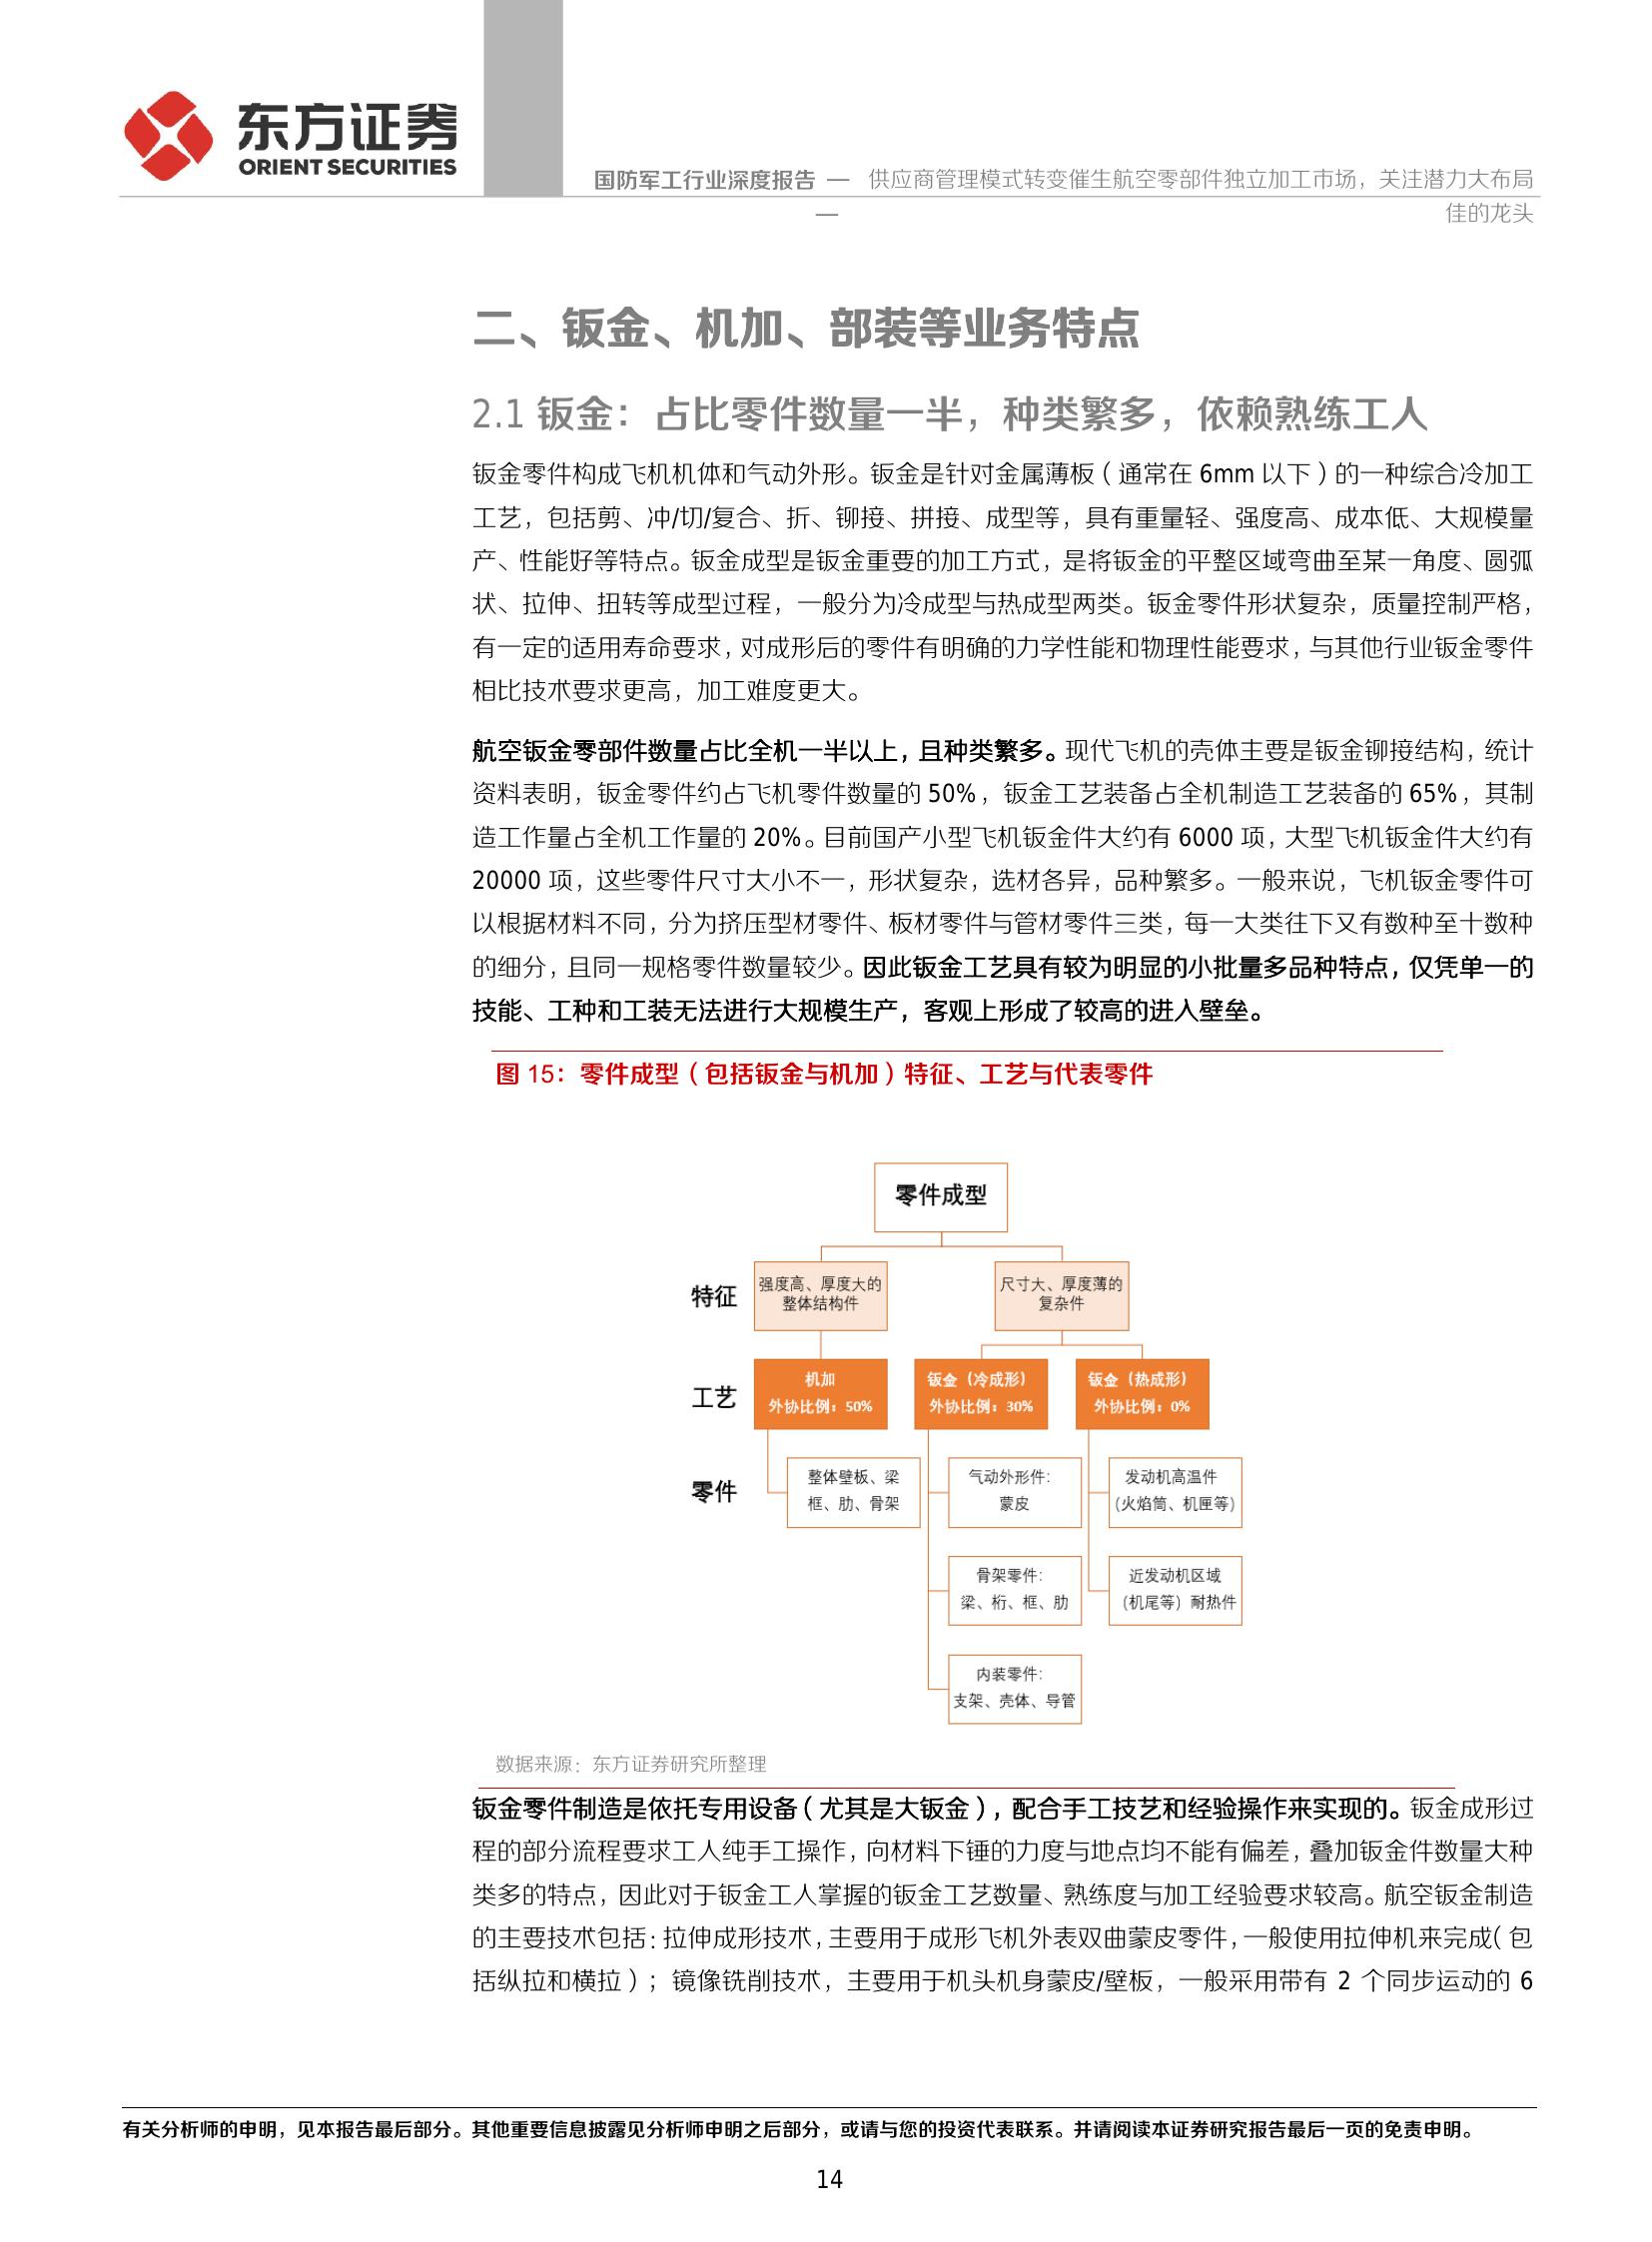 东方证券
ORIENT SECURITIES
国防军工行业深度报告 — 供应商管理模式转变催生航空零部件独立加工市场，关注潜力大布局
— 佳的龙头
二、钣金、机加、部装等业务特点
2.1 钣金：占比零件数量一半，种类繁多，依赖熟练工人
钣金零件构成飞机机体和气动外形。钣金是针对金属薄板（通常在 6mm 以下）的一种综合冷加工
工艺，包括剪、冲/切/复合、折、铆接、拼接、成型等，具有重量轻、强度高、成本低、大规模量
产、性能好等特点。钣金成型是钣金重要的加工方式，是将钣金的平整区域弯曲至某一角度、圆弧
状、拉伸、扭转等成型过程，一般分为冷成型与热成型两类。钣金零件形状复杂，质量控制严格，
有一定的适用寿命要求，对成形后的零件有明确的力学性能和物理性能要求，与其他行业钣金零件
相比技术要求更高，加工难度更大。
航空钣金零部件数量占比全机一半以上，且种类繁多。现代飞机的壳体主要是钣金铆接结构，统计
资料表明，钣金零件约占飞机零件数量的 50%，钣金工艺装备占全机制造工艺装备的 65%，其制
造工作量占全机工作量的 20%。目前国产小型飞机钣金件大约有 6000 项，大型飞机钣金件大约有
20000 项，这些零件尺寸大小不一，形状复杂，选材各异，品种繁多。一般来说，飞机钣金零件可
以根据材料不同，分为挤压型材零件、板材零件与管材零件三类，每一大类往下又有数种至十数种
的细分，且同一规格零件数量较少。因此钣金工艺具有较为明显的小批量多品种特点，仅凭单一的
技能、工种和工装无法进行大规模生产，客观上形成了较高的进入壁垒。
图 15：零件成型（包括钣金与机加）特征、工艺与代表零件
零件成型
特征
强度高、厚度大的
整体结构件
尺寸大、厚度薄的
复杂件
工艺
机加
外协比例：50%
钣金（冷成形）
外协比例：30%
钣金（热成形）
外协比例：0%
零件
整体壁板、梁
框、肋、骨架
气动外形件：
蒙皮
发动机高温件
（火焰筒、机匣等）
骨架零件：
梁、桁、框、肋
近发动机区域
（机尾等）耐热件
内装零件：
支架、壳体、导管
数据来源：东方证券研究所整理
钣金零件制造是依托专用设备（尤其是大钣金），配合手工技艺和经验操作来实现的。钣金成形过
程的部分流程要求工人纯手工操作，向材料下锤的力度与地点均不能有偏差，叠加钣金件数量大种
类多的特点，因此对于钣金工人掌握的钣金工艺数量、熟练度与加工经验要求较高。航空钣金制造
的主要技术包括：拉伸成形技术，主要用于成形飞机外表双曲蒙皮零件，一般使用拉伸机来完成（包
括纵拉和横拉）；镜像铣削技术，主要用于机头机身蒙皮/壁板，一般采用带有 2 个同步运动的 6
有关分析师的申明，见本报告最后部分。其他重要信息披露见分析师申明之后部分，或请与您的投资代表联系。并请阅读本证券研究报告最后一页的免责申明。
14